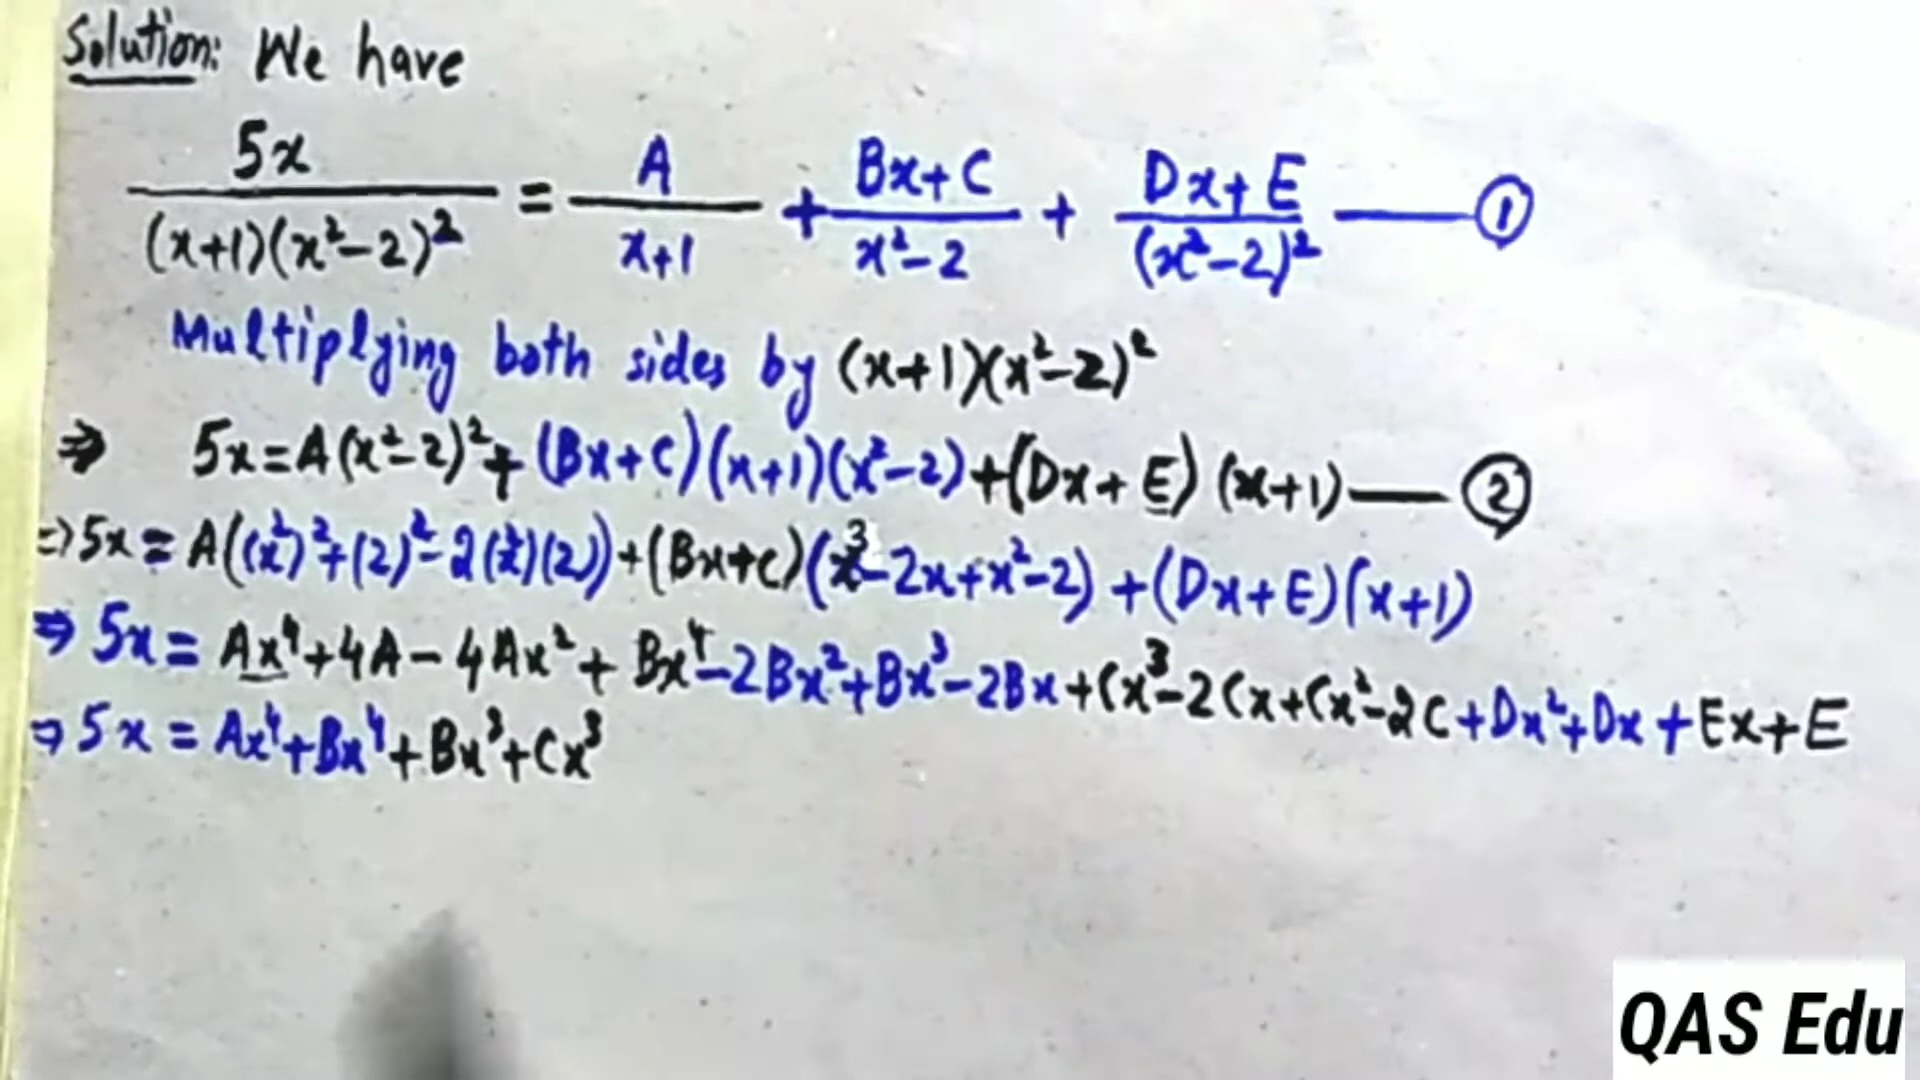 Solution: We have
5x / (x+1)(x²-2)² = A / x+1 + Bx+C / x²-2 + Dx+E / (x²-2)² —— ①
Multiplying both sides by (x+1)(x²-2)²
⇒ 5x = A(x²-2)² + (Bx+C)(x+1)(x²-2) + (Dx+E)(x+1) —— ②
⇒ 5x = A((x²)²+(2)²-2(x²)(2)) + (Bx+C)(x³-2x+x²-2) + (Dx+E)(x+1)
⇒ 5x = Ax⁴+4A-4Ax²+Bx⁴-2Bx²+Bx³-2Bx+Cx³-2Cx+Cx²-2C+Dx²+Dx+Ex+E
⇒ 5x = Ax⁴+Bx⁴+Bx³+Cx³
QAS Edu